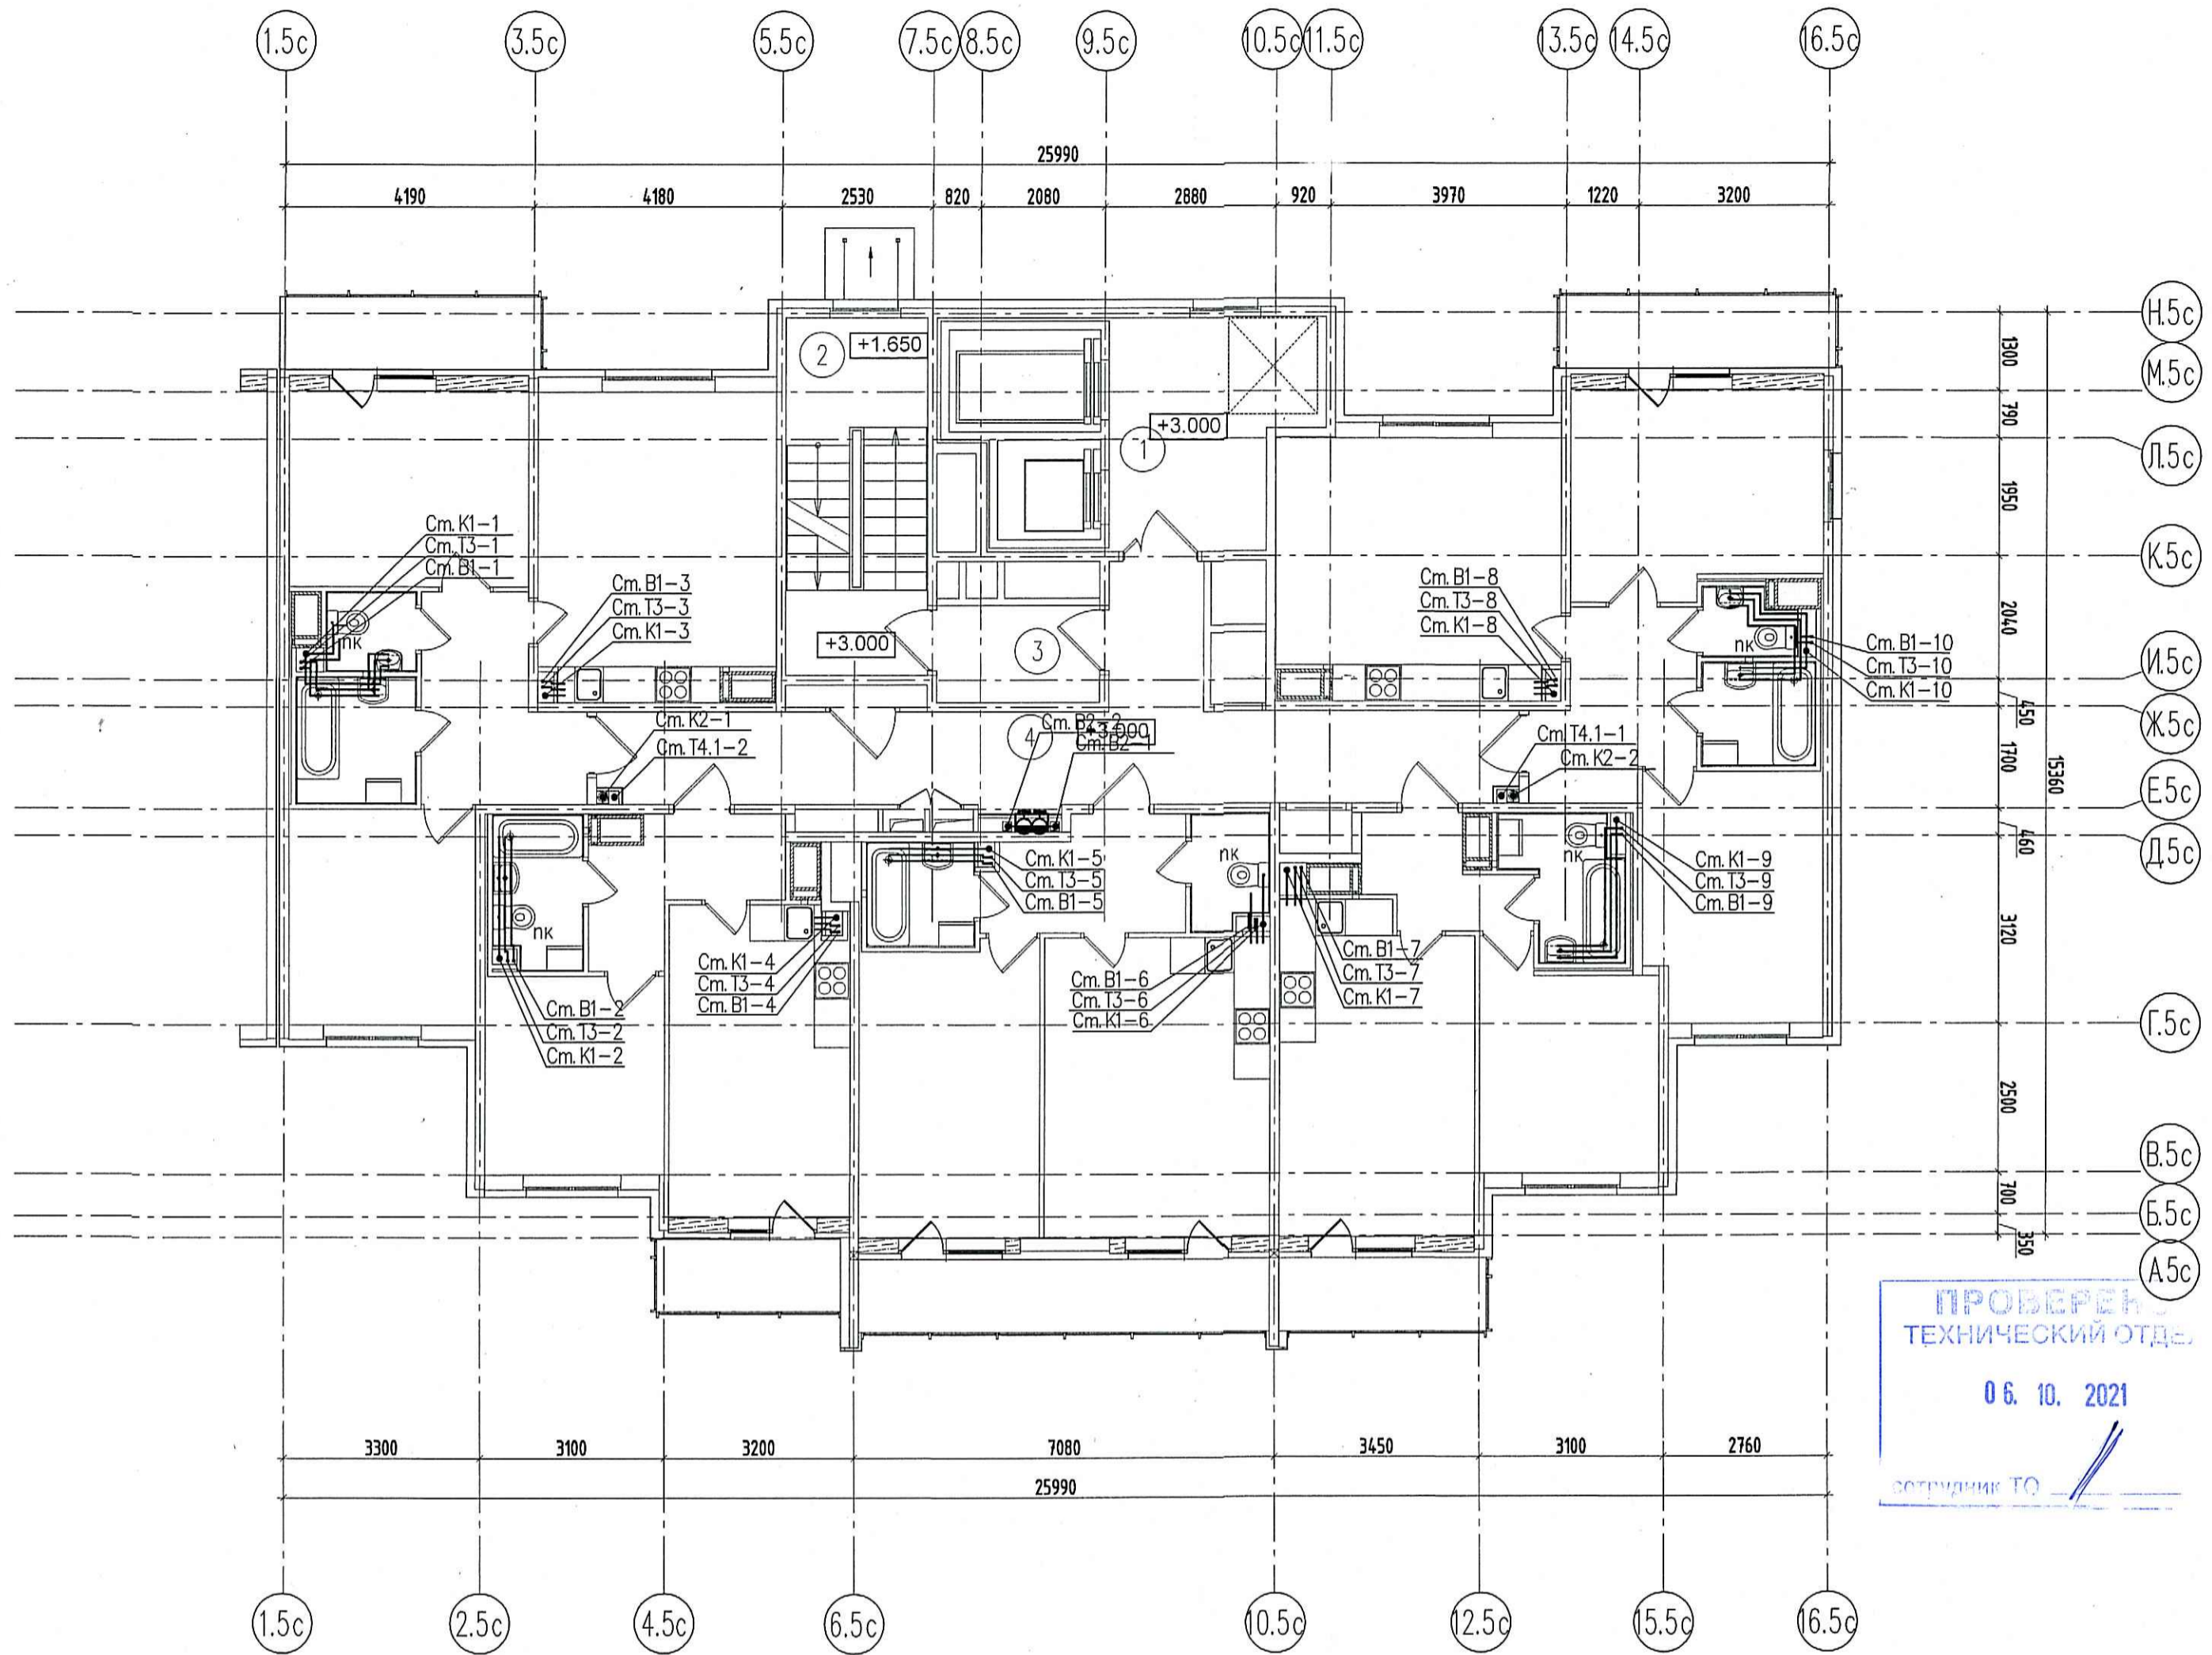 1.5с 3.5с 5.5с 7.5с 8.5с 9.5с 10.5с 11.5с 13.5с 14.5с 16.5с
25990
4190 4180 2530 820 2080 2880 920 3970 1220 3200
Н.5с
М.5с
Л.5с
К.5с
И.5с
Ж.5с
Е.5с
Д.5с
Г.5с
В.5с
Б.5с
А.5с
1300
790
1950
2040
450
1700
460
3120
2500
700
350
15360
2
+1.650
1
+3.000
3
+3.000
4
+3.000
Ст. К1-1
Ст. Т3-1
Ст. В1-1
пк
Ст. В1-3
Ст. Т3-3
Ст. К1-3
Ст. В1-8
Ст. Т3-8
Ст. К1-8
пк
Ст. В1-10
Ст. Т3-10
Ст. К1-10
Ст. К2-1
Ст. Т4.1-2
Ст. В2-2
Ст. В2-1
Ст. Т4.1-1
Ст. К2-2
Ст. К1-5
Ст. Т3-5
Ст. В1-5
пк
пк
Ст. К1-9
Ст. Т3-9
Ст. В1-9
пк
Ст. К1-4
Ст. Т3-4
Ст. В1-4
Ст. В1-6
Ст. Т3-6
Ст. К1-6
Ст. В1-7
Ст. Т3-7
Ст. К1-7
Ст. В1-2
Ст. Т3-2
Ст. К1-2
ПРОВЕРЕНО
ТЕХНИЧЕСКИЙ ОТДЕЛ
06. 10. 2021
сотрудник ТО
3300 3100 3200 7080 3450 3100 2760
25990
1.5с 2.5с 4.5с 6.5с 10.5с 12.5с 15.5с 16.5с